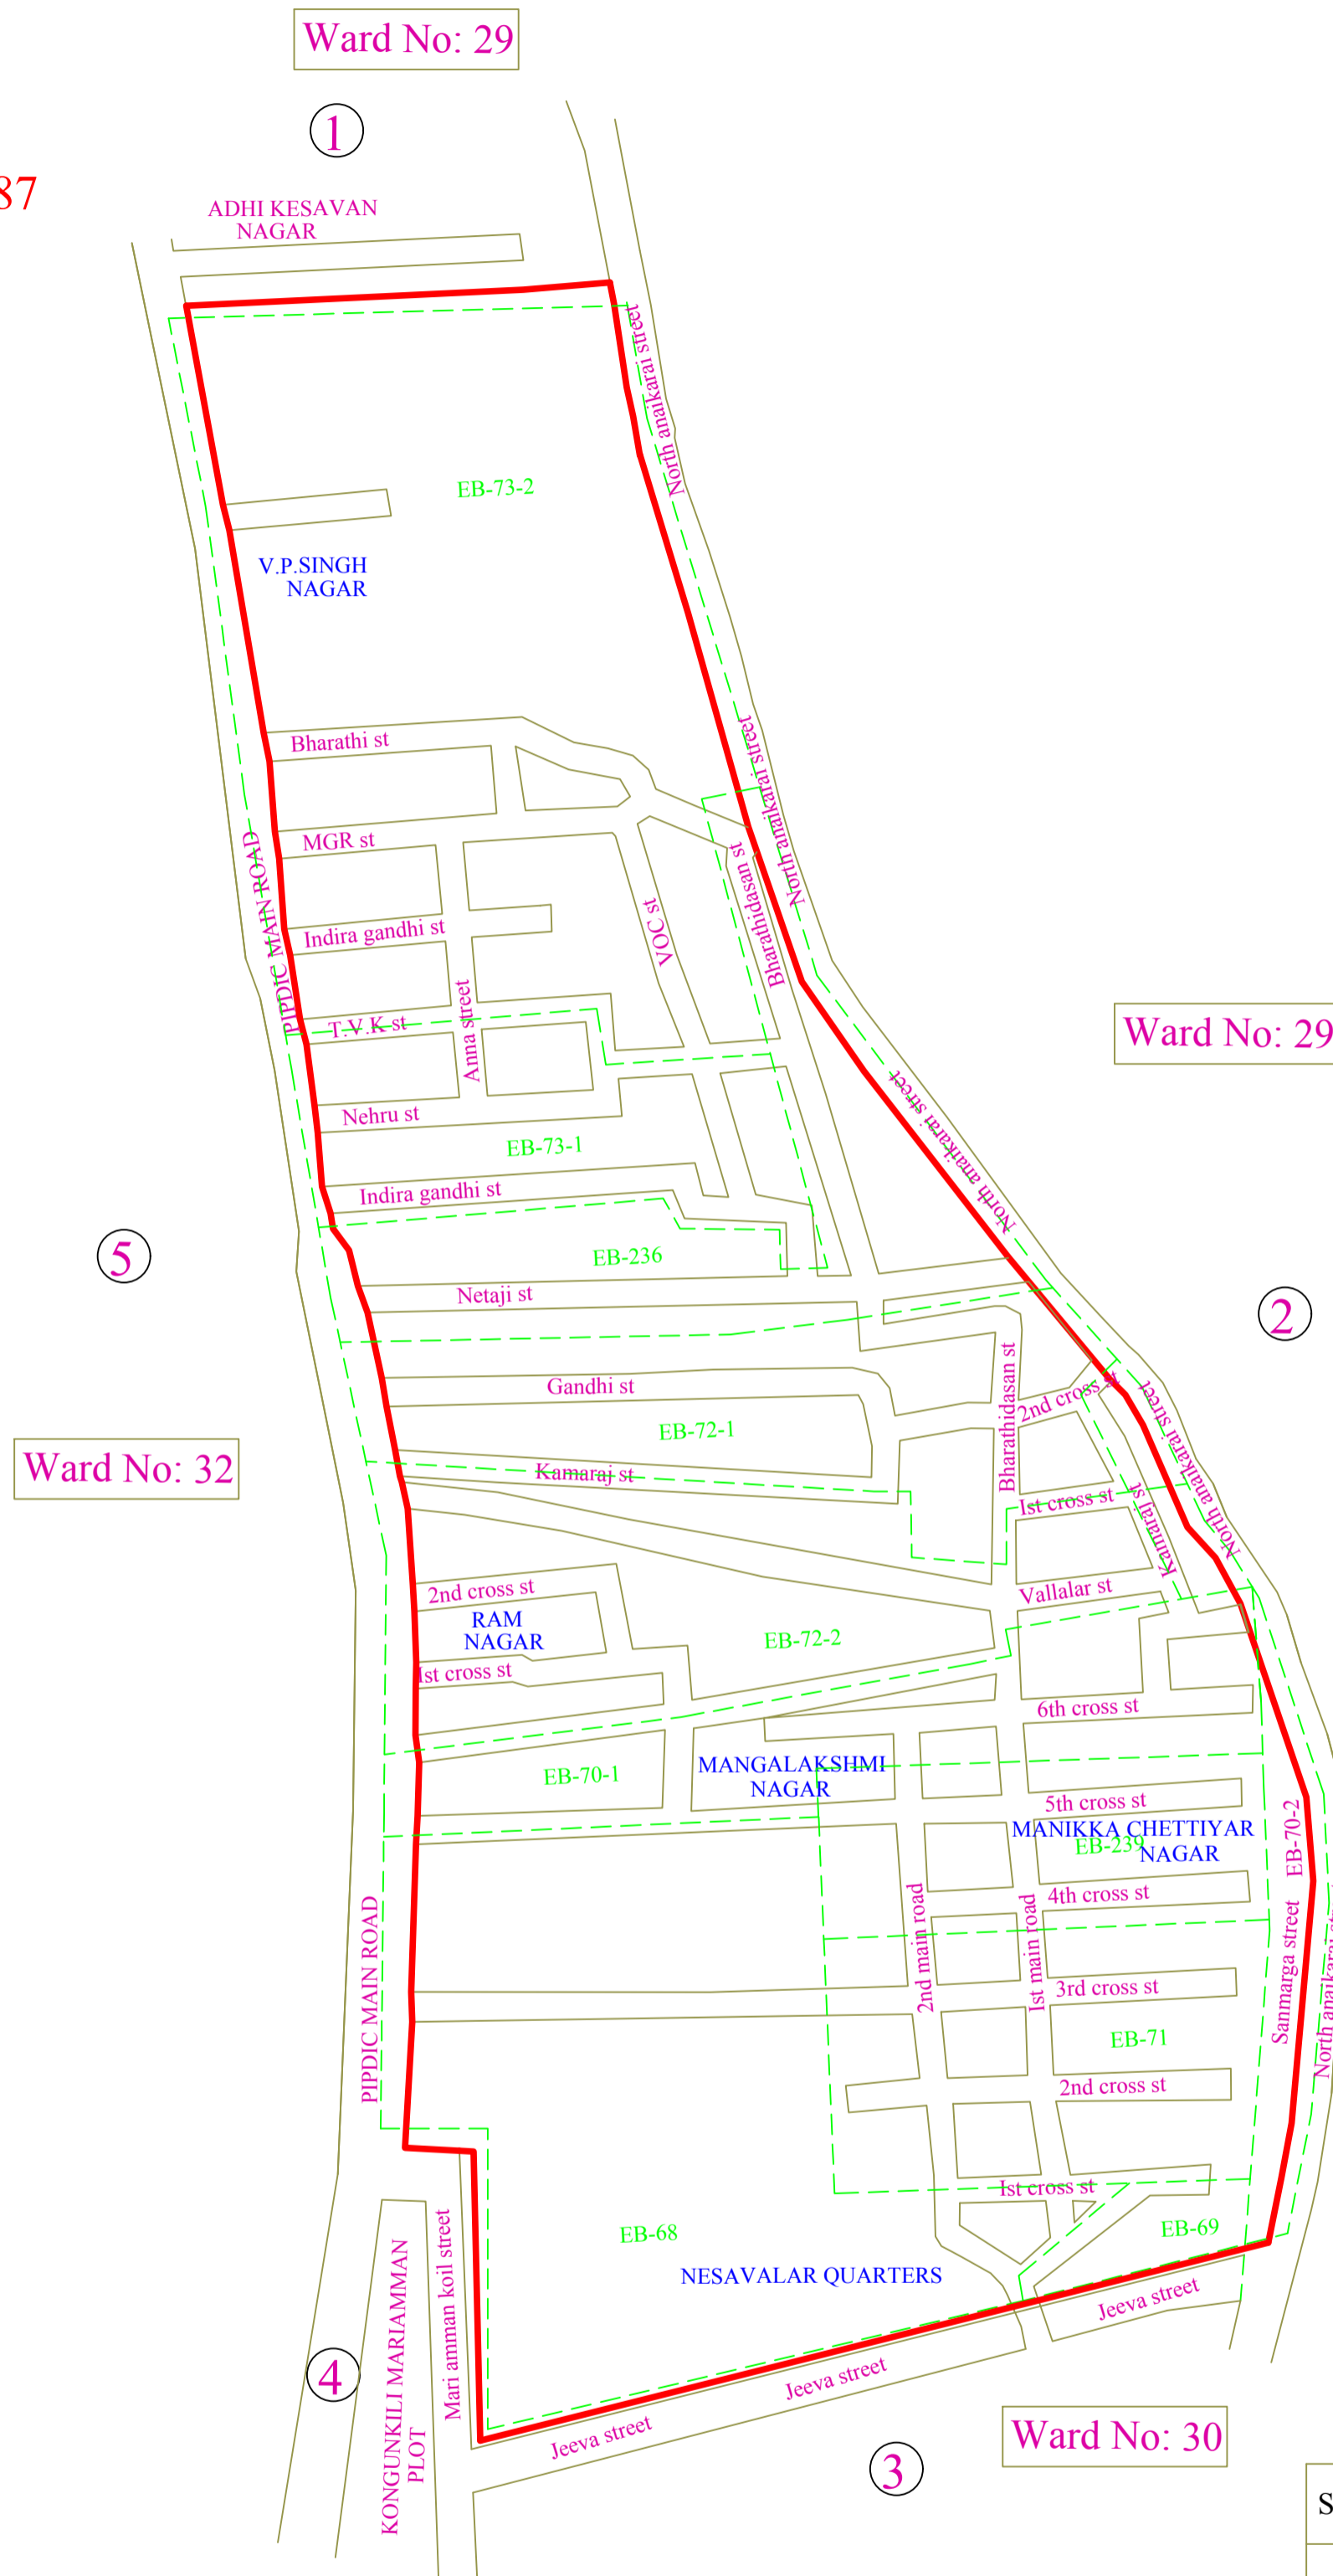 Ward No: 29
1
87
ADHI KESAVAN
NAGAR
North anaikarai street
EB-73-2
V.P.SINGH
NAGAR
Bharathi st
North anaikarai street
MGR st
PIPDIC MAIN ROAD
Bharathidasan st
VOC st
Indira gandhi st
Anna street
T.V.K st
Ward No: 29
Nehru st
North anaikarai street
EB-73-1
Indira gandhi st
5
EB-236
Netaji st
2
Gandhi st
Bharathidasan st
2nd cross st
North anaikarai street
EB-72-1
Ward No: 32
Kamaraj st
Ist cross st
Kamaraj st
2nd cross st
Vallalar st
RAM
NAGAR
EB-72-2
Ist cross st
6th cross st
MANGALAKSHMI
NAGAR
EB-70-1
5th cross st
MANIKKA CHETTIYAR
NAGAR
EB-239
EB-70-2
4th cross st
PIPDIC MAIN ROAD
2nd main road
Ist main road
Sanmarga street
North anaikarai str
3rd cross st
EB-71
2nd cross st
Ist cross st
EB-68
EB-69
NESAVALAR QUARTERS
Mari amman koil street
Jeeva street
4
KONGUNKILI MARIAMMAN
PLOT
Jeeva street
Jeeva street
Ward No: 30
3
S